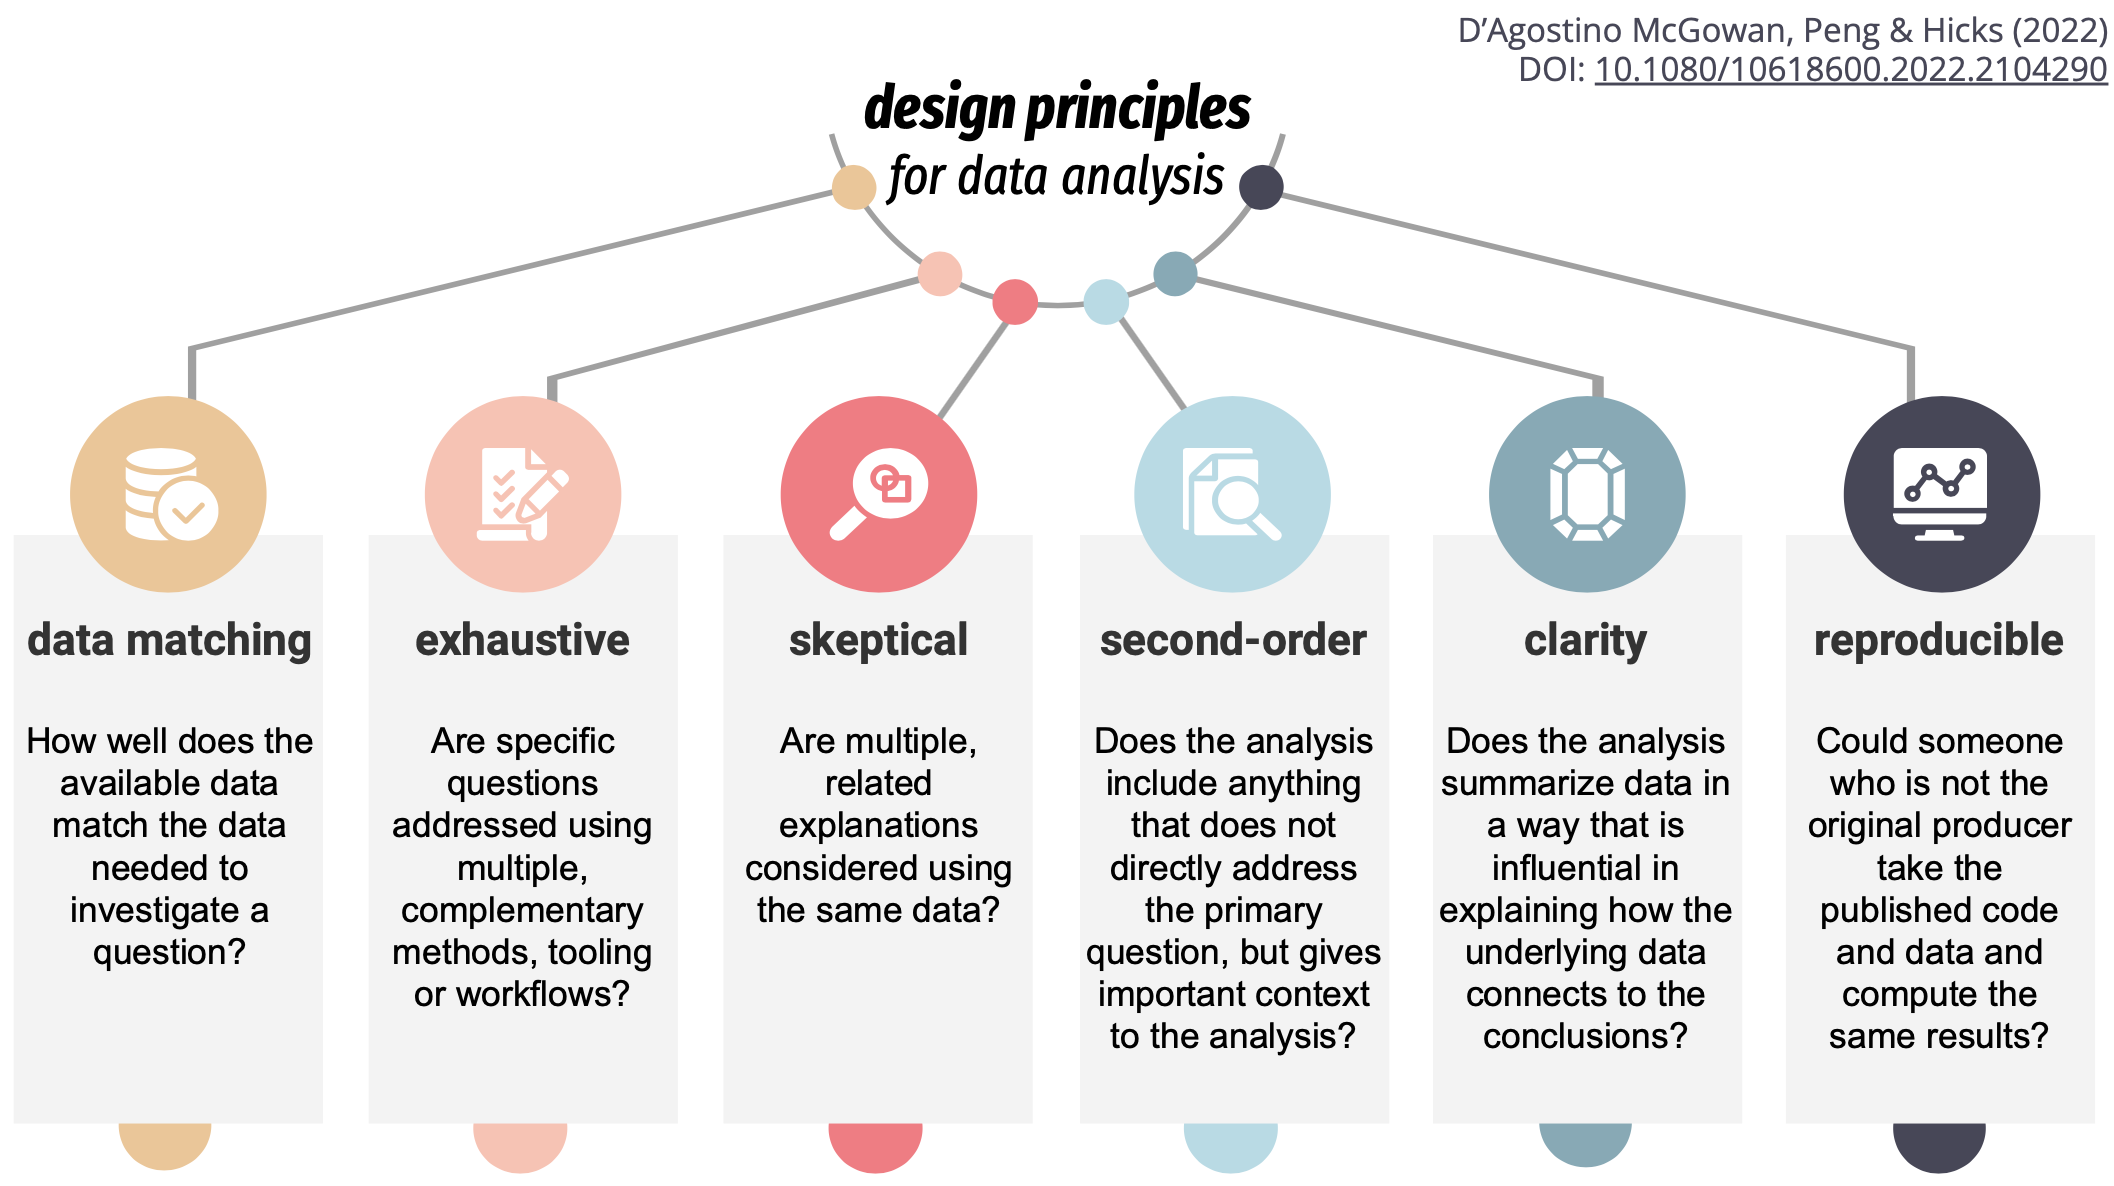 D’Agostino McGowan, Peng & Hicks (2022)
DOI: 10.1080/10618600.2022.2104290
design principles
for data analysis
data matching
How well does the
available data
match the data
needed to
investigate a
question?
exhaustive
Are specific
questions
addressed using
multiple,
complementary
methods, tooling
or workflows?
skeptical
Are multiple,
related
explanations
considered using
the same data?
second-order
Does the analysis
include anything
that does not
directly address
the primary
question, but gives
important context
to the analysis?
clarity
Does the analysis
summarize data in
a way that is
influential in
explaining how the
underlying data
connects to the
conclusions?
reproducible
Could someone
who is not the
original producer
take the
published code
and data and
compute the
same results?